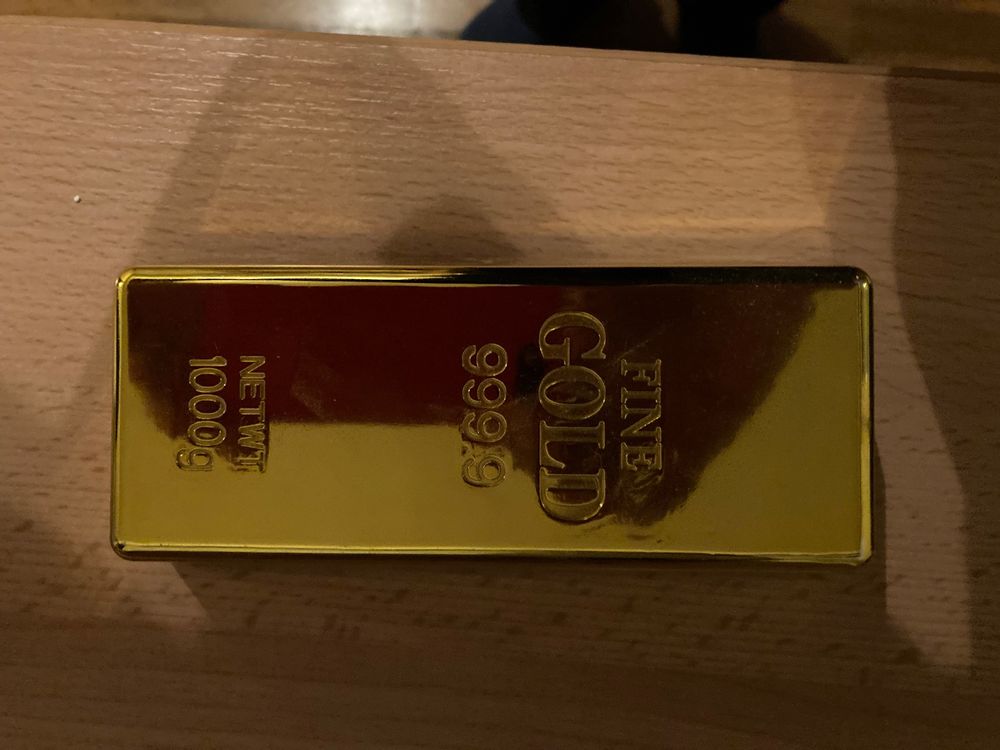 FINE
GOLD
999.9
NET WT
1000g